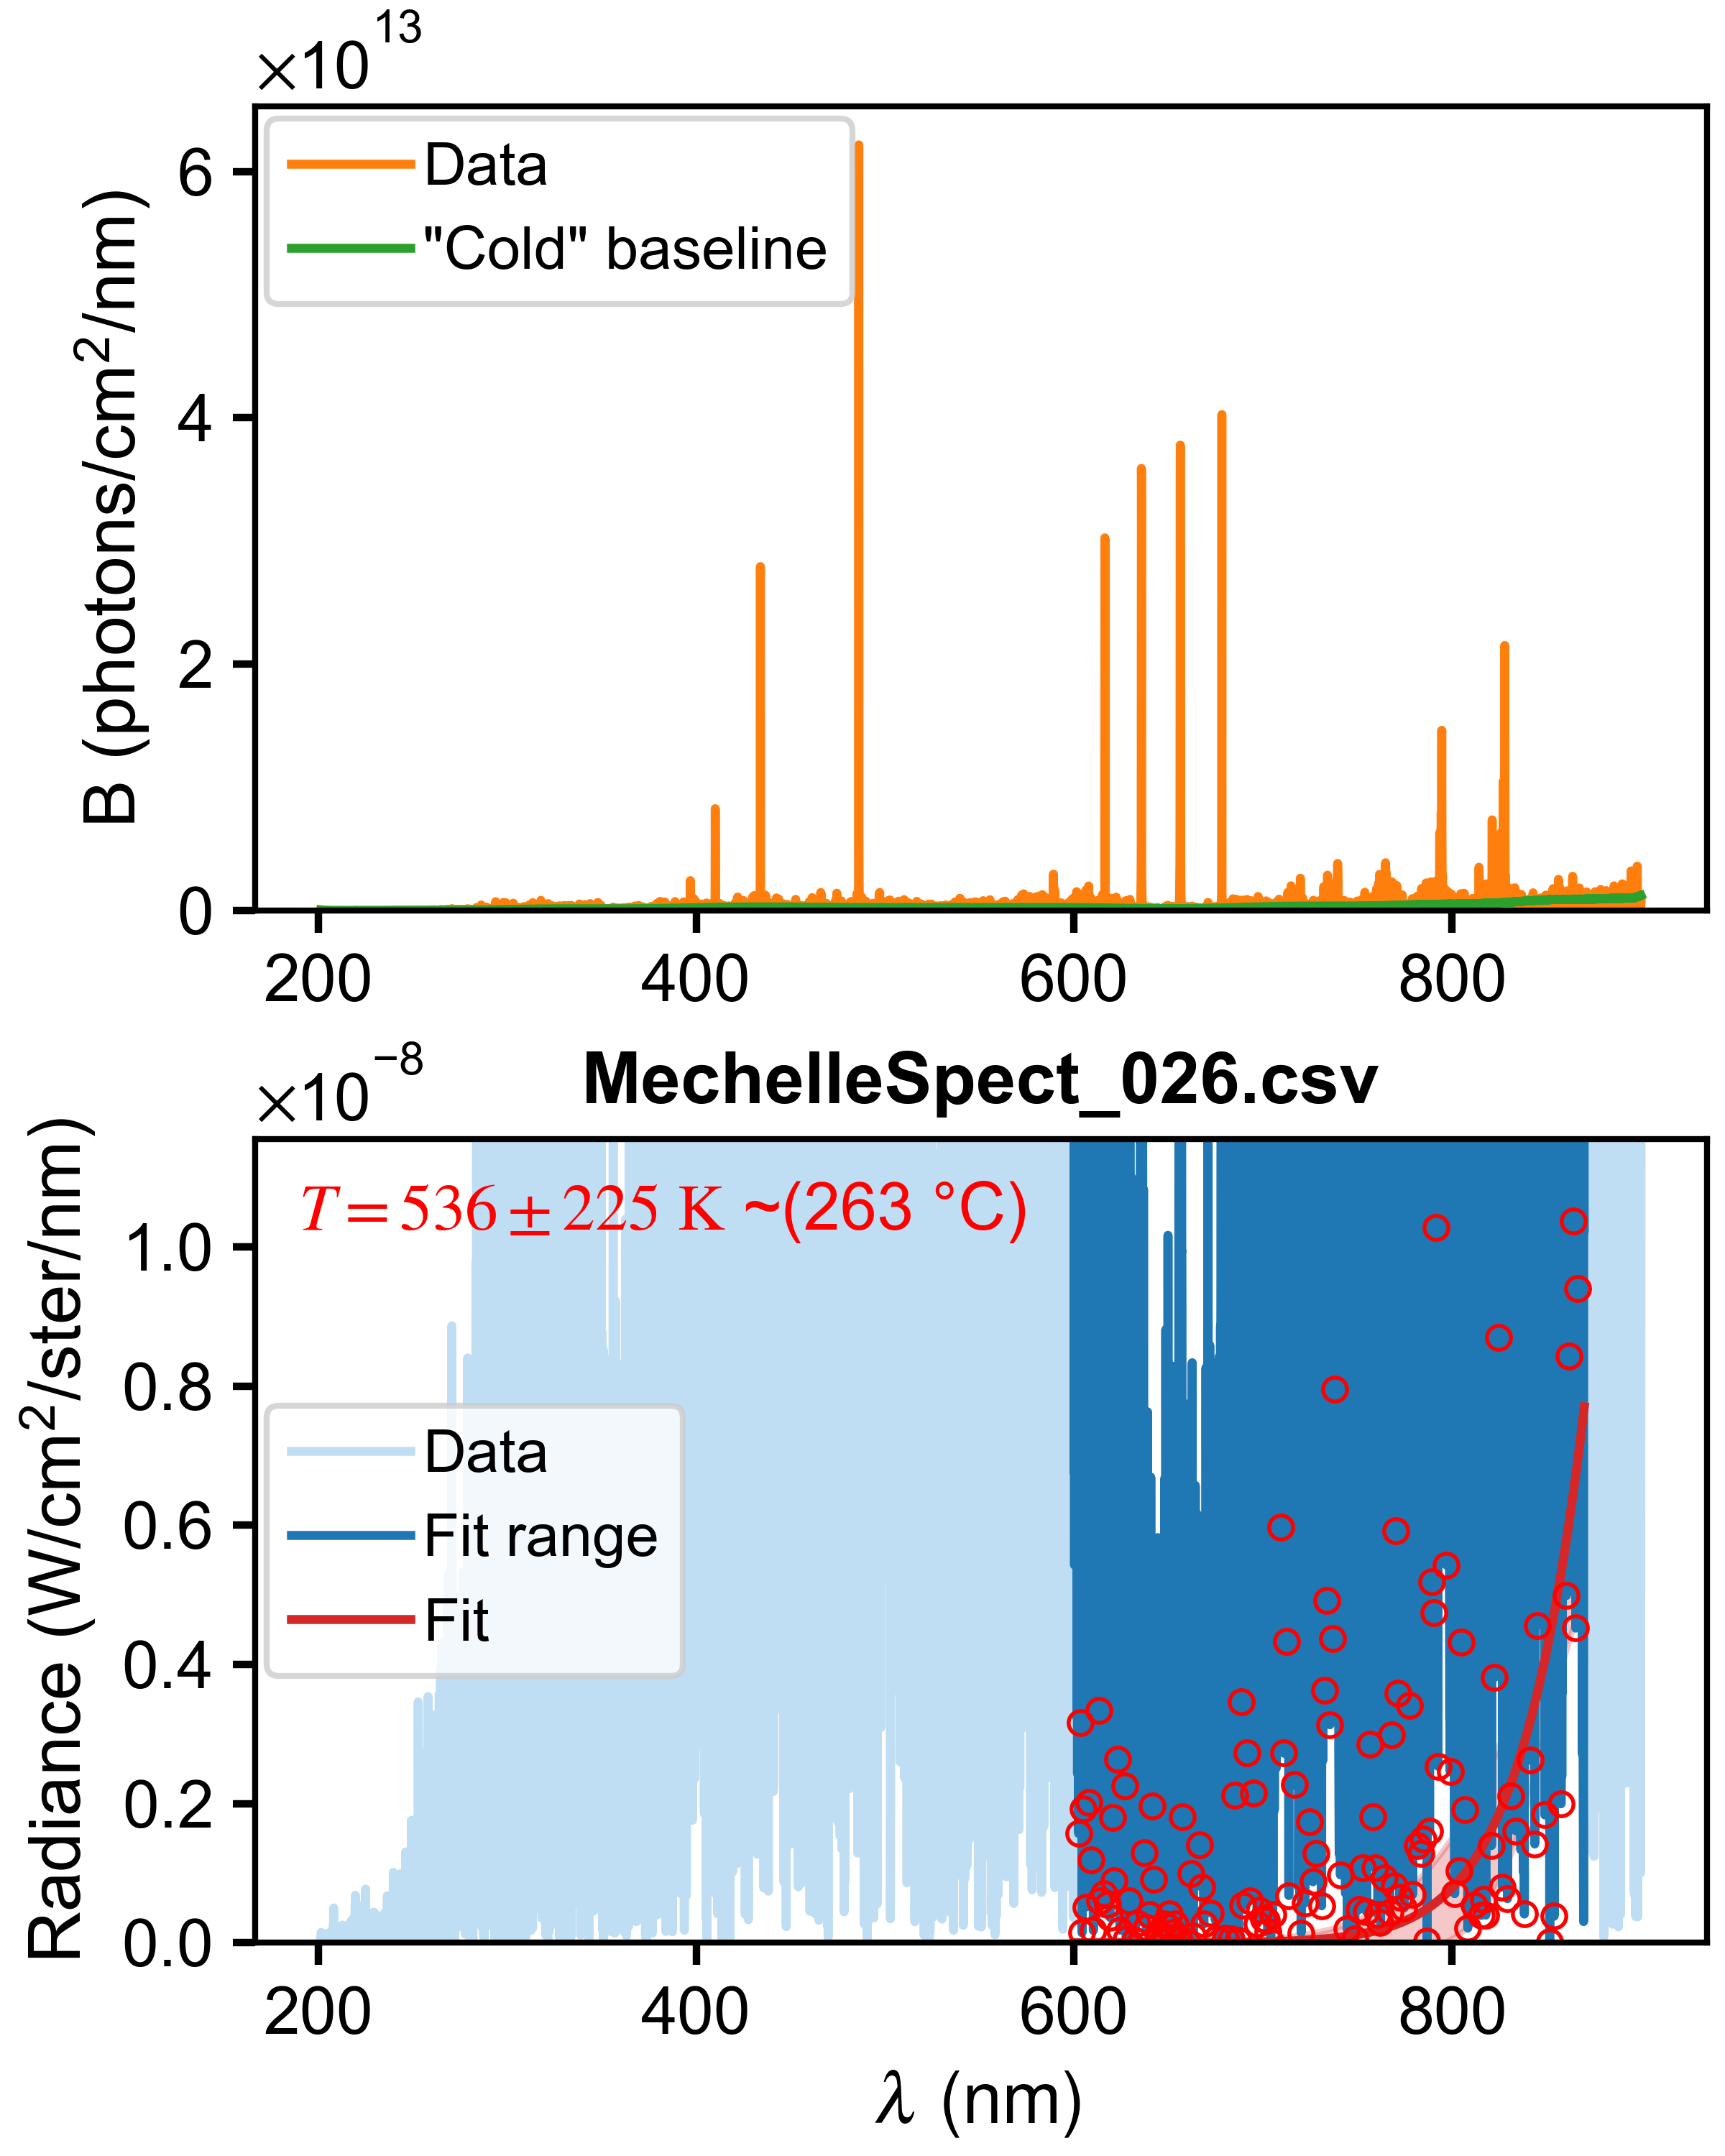 ×10¹³
Data
"Cold" baseline
B (photons/cm²/nm)
6
4
2
0
200 400 600 800
MechelleSpect_026.csv
×10⁻⁸
T = 536 ± 225 K ~(263 °C)
Data
Fit range
Fit
Radiance (W/cm²/ster/nm)
1.0
0.8
0.6
0.4
0.2
0.0
200 400 600 800
λ (nm)